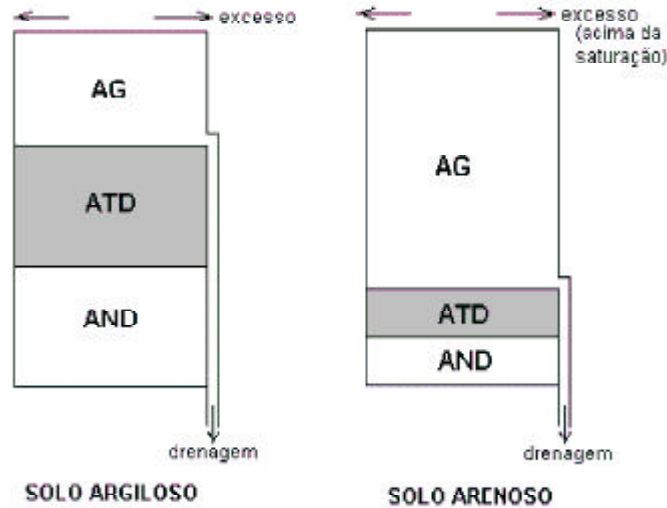 excesso
AG
ATD
AND
drenagem
SOLO ARGILOSO
excesso
(acima da
saturação)
AG
ATD
AND
drenagem
SOLO ARENOSO